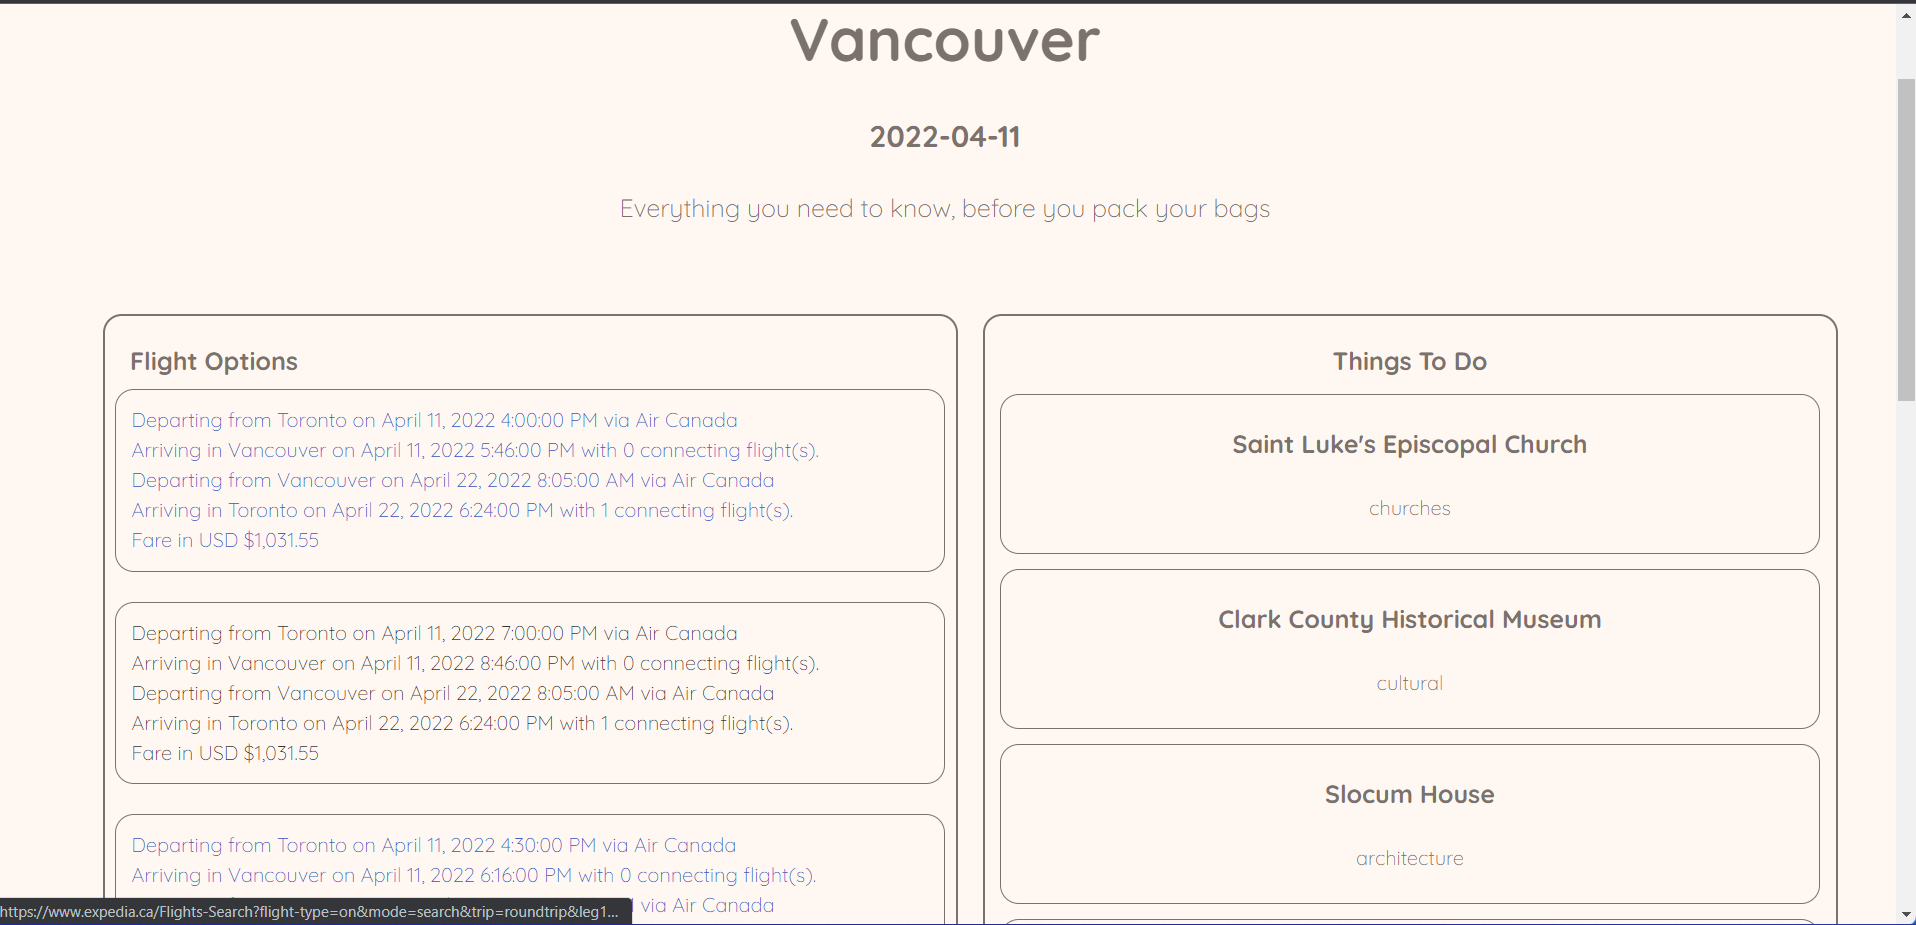 Vancouver
2022-04-11
Everything you need to know, before you pack your bags
Flight Options
Departing from Toronto on April 11, 2022 4:00:00 PM via Air Canada
Arriving in Vancouver on April 11, 2022 5:46:00 PM with 0 connecting flight(s).
Departing from Vancouver on April 22, 2022 8:05:00 AM via Air Canada
Arriving in Toronto on April 22, 2022 6:24:00 PM with 1 connecting flight(s).
Fare in USD $1,031.55
Departing from Toronto on April 11, 2022 7:00:00 PM via Air Canada
Arriving in Vancouver on April 11, 2022 8:46:00 PM with 0 connecting flight(s).
Departing from Vancouver on April 22, 2022 8:05:00 AM via Air Canada
Arriving in Toronto on April 22, 2022 6:24:00 PM with 1 connecting flight(s).
Fare in USD $1,031.55
Departing from Toronto on April 11, 2022 4:30:00 PM via Air Canada
Arriving in Vancouver on April 11, 2022 6:16:00 PM with 0 connecting flight(s).
via Air Canada
https://www.expedia.ca/Flights-Search?flight-type=on&mode=search&trip=roundtrip&leg1...
Things To Do
Saint Luke's Episcopal Church
churches
Clark County Historical Museum
cultural
Slocum House
architecture